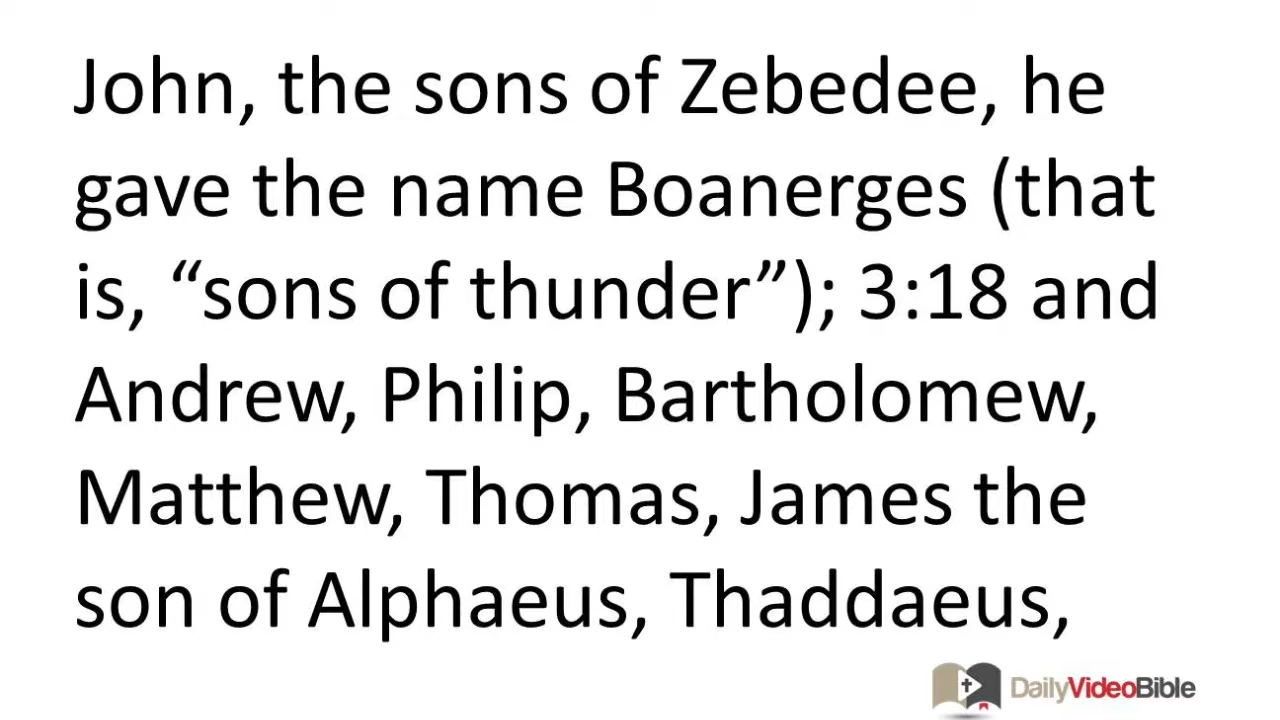 John, the sons of Zebedee, he
gave the name Boanerges (that
is, “sons of thunder”); 3:18 and
Andrew, Philip, Bartholomew,
Matthew, Thomas, James the
son of Alphaeus, Thaddaeus,
DailyVideoBible